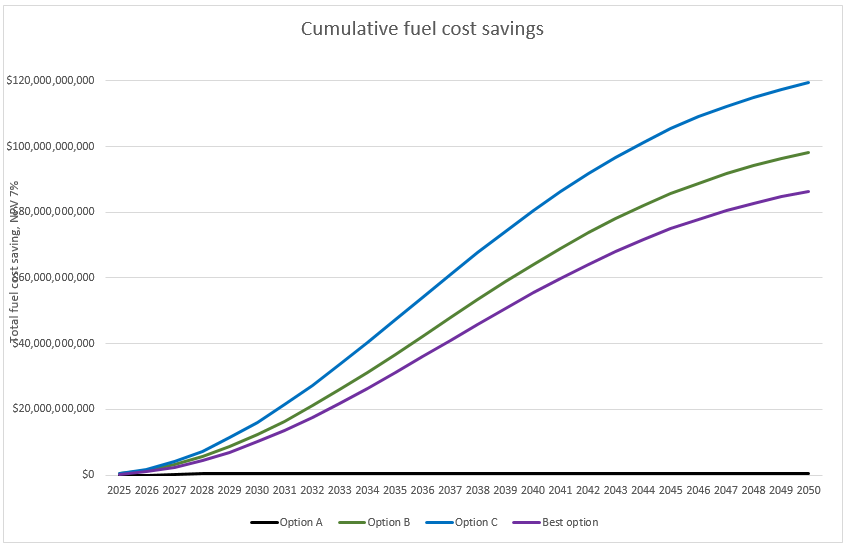 Cumulative fuel cost savings
Total fuel cost saving, NPV 7%
$120,000,000,000
$100,000,000,000
$80,000,000,000
$60,000,000,000
$40,000,000,000
$20,000,000,000
$0
2025 2026 2027 2028 2029 2030 2031 2032 2033 2034 2035 2036 2037 2038 2039 2040 2041 2042 2043 2044 2045 2046 2047 2048 2049 2050
Option A Option B Option C Best option